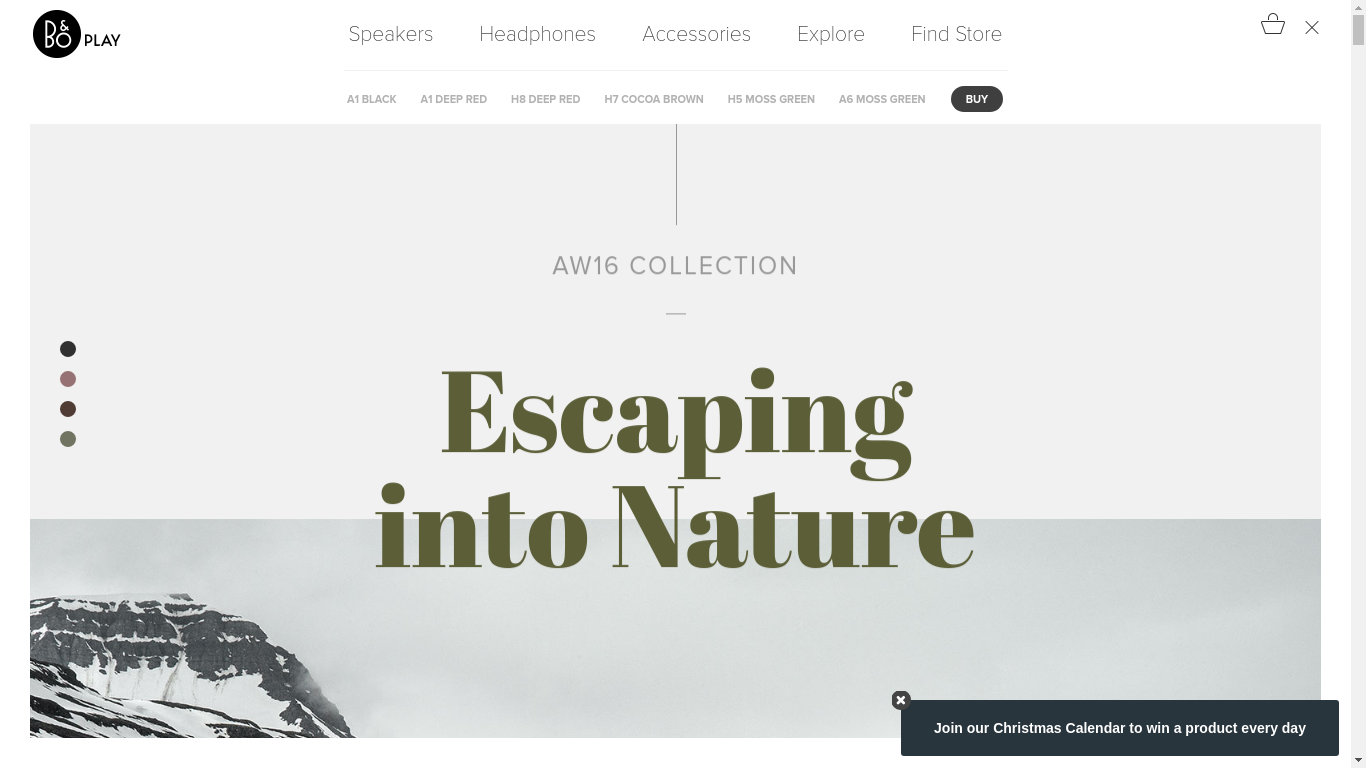 B&O PLAY
Speakers Headphones Accessories Explore Find Store
A1 BLACK A1 DEEP RED H8 DEEP RED H7 COCOA BROWN H5 MOSS GREEN A6 MOSS GREEN BUY
AW16 COLLECTION
Escaping
into Nature
Join our Christmas Calendar to win a product every day